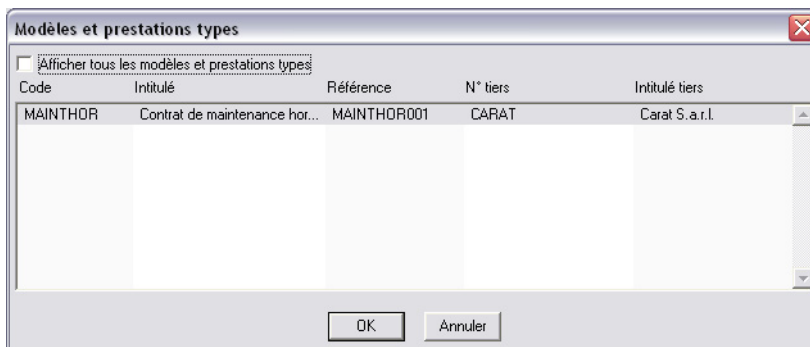 Modèles et prestations types
Afficher tous les modèles et prestations types
Code Intitulé Référence N° tiers Intitulé tiers
MAINTHOR Contrat de maintenance hor... MAINTHOR001 CARAT Carat S.a.r.l.
OK Annuler